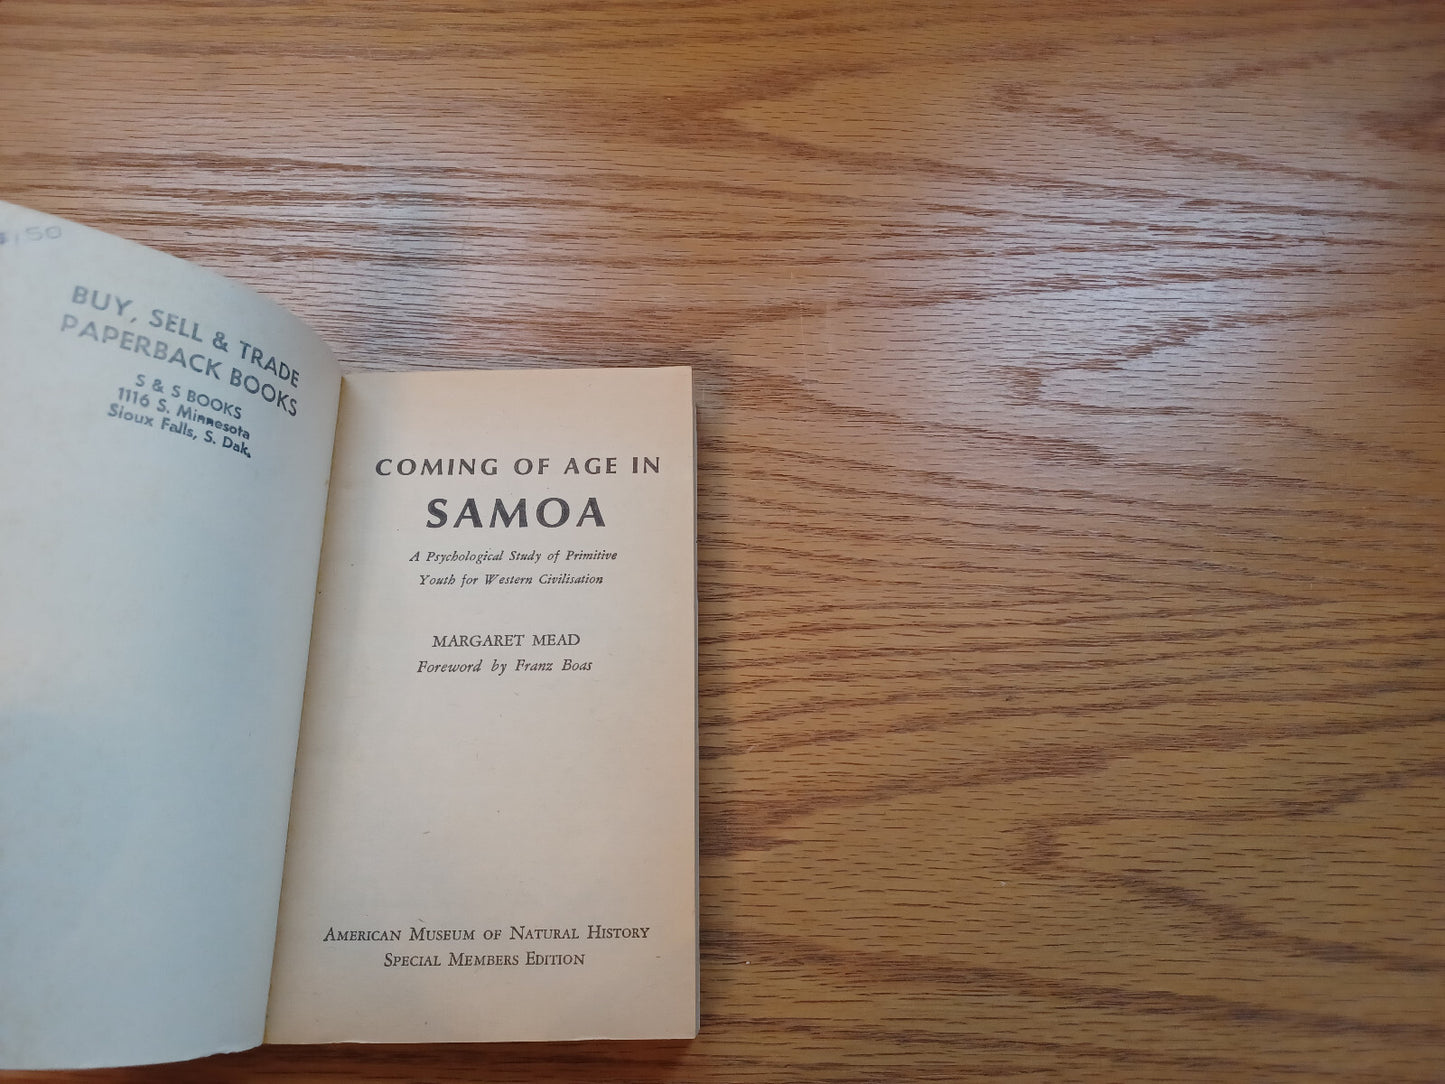 $1.50
BUY, SELL & TRADE
PAPERBACK BOOKS
S & S BOOKS
1116 S. Minnesota
Sioux Falls, S. Dak.
COMING OF AGE IN
SAMOA
A Psychological Study of Primitive
Youth for Western Civilisation
MARGARET MEAD
Foreword by Franz Boas
AMERICAN MUSEUM OF NATURAL HISTORY
SPECIAL MEMBERS EDITION